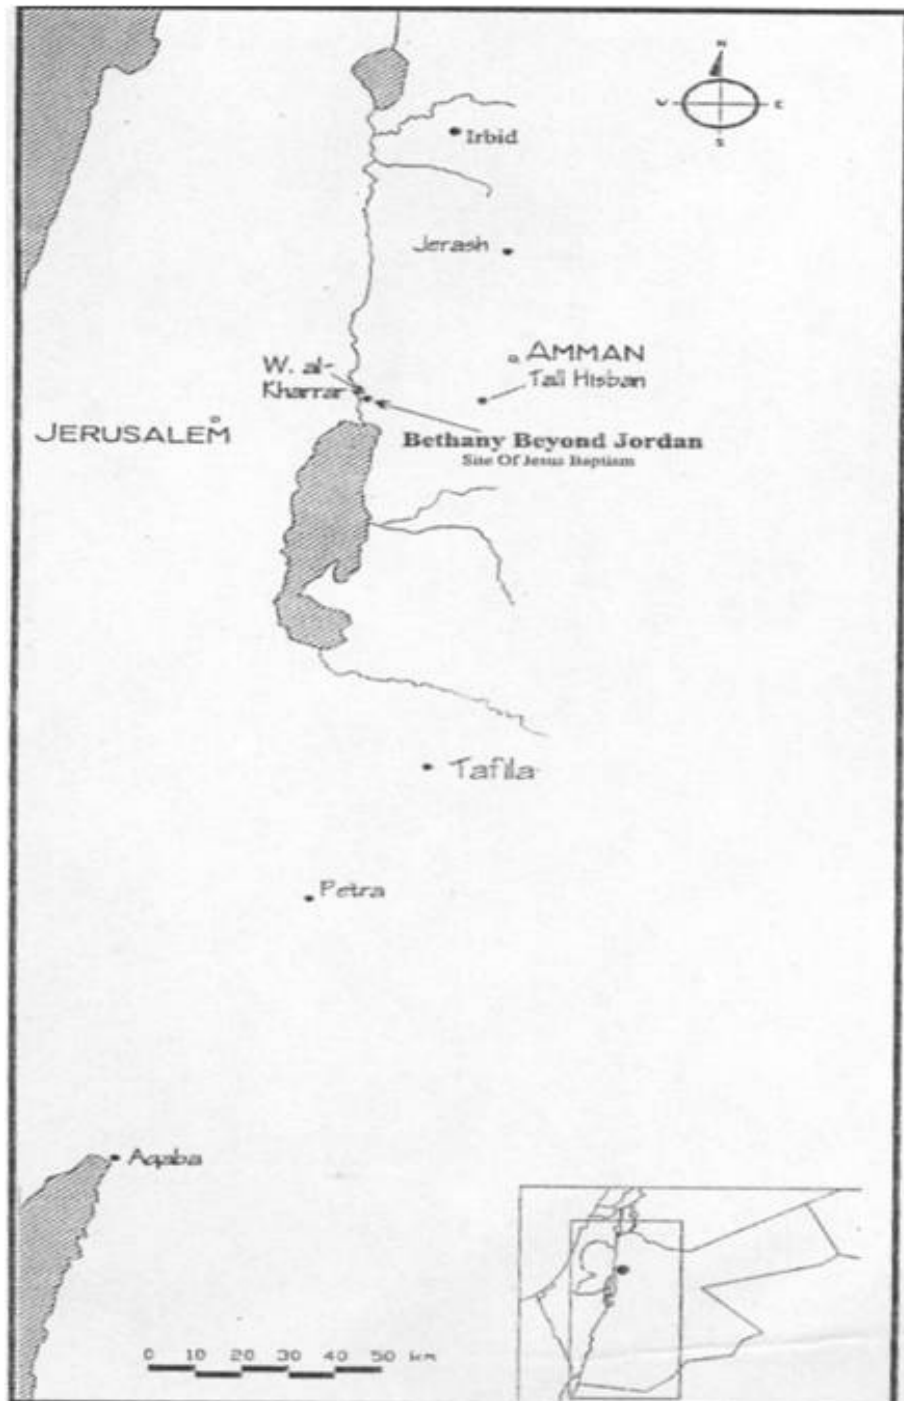 N
W E
S
Irbid
Jerash
AMMAN
Tall Hisban
W. al-
Kharrar
JERUSALEM
Bethany Beyond Jordan
Site Of Jesus Baptism
Tafila
Petra
Aqaba
0 10 20 30 40 50 km